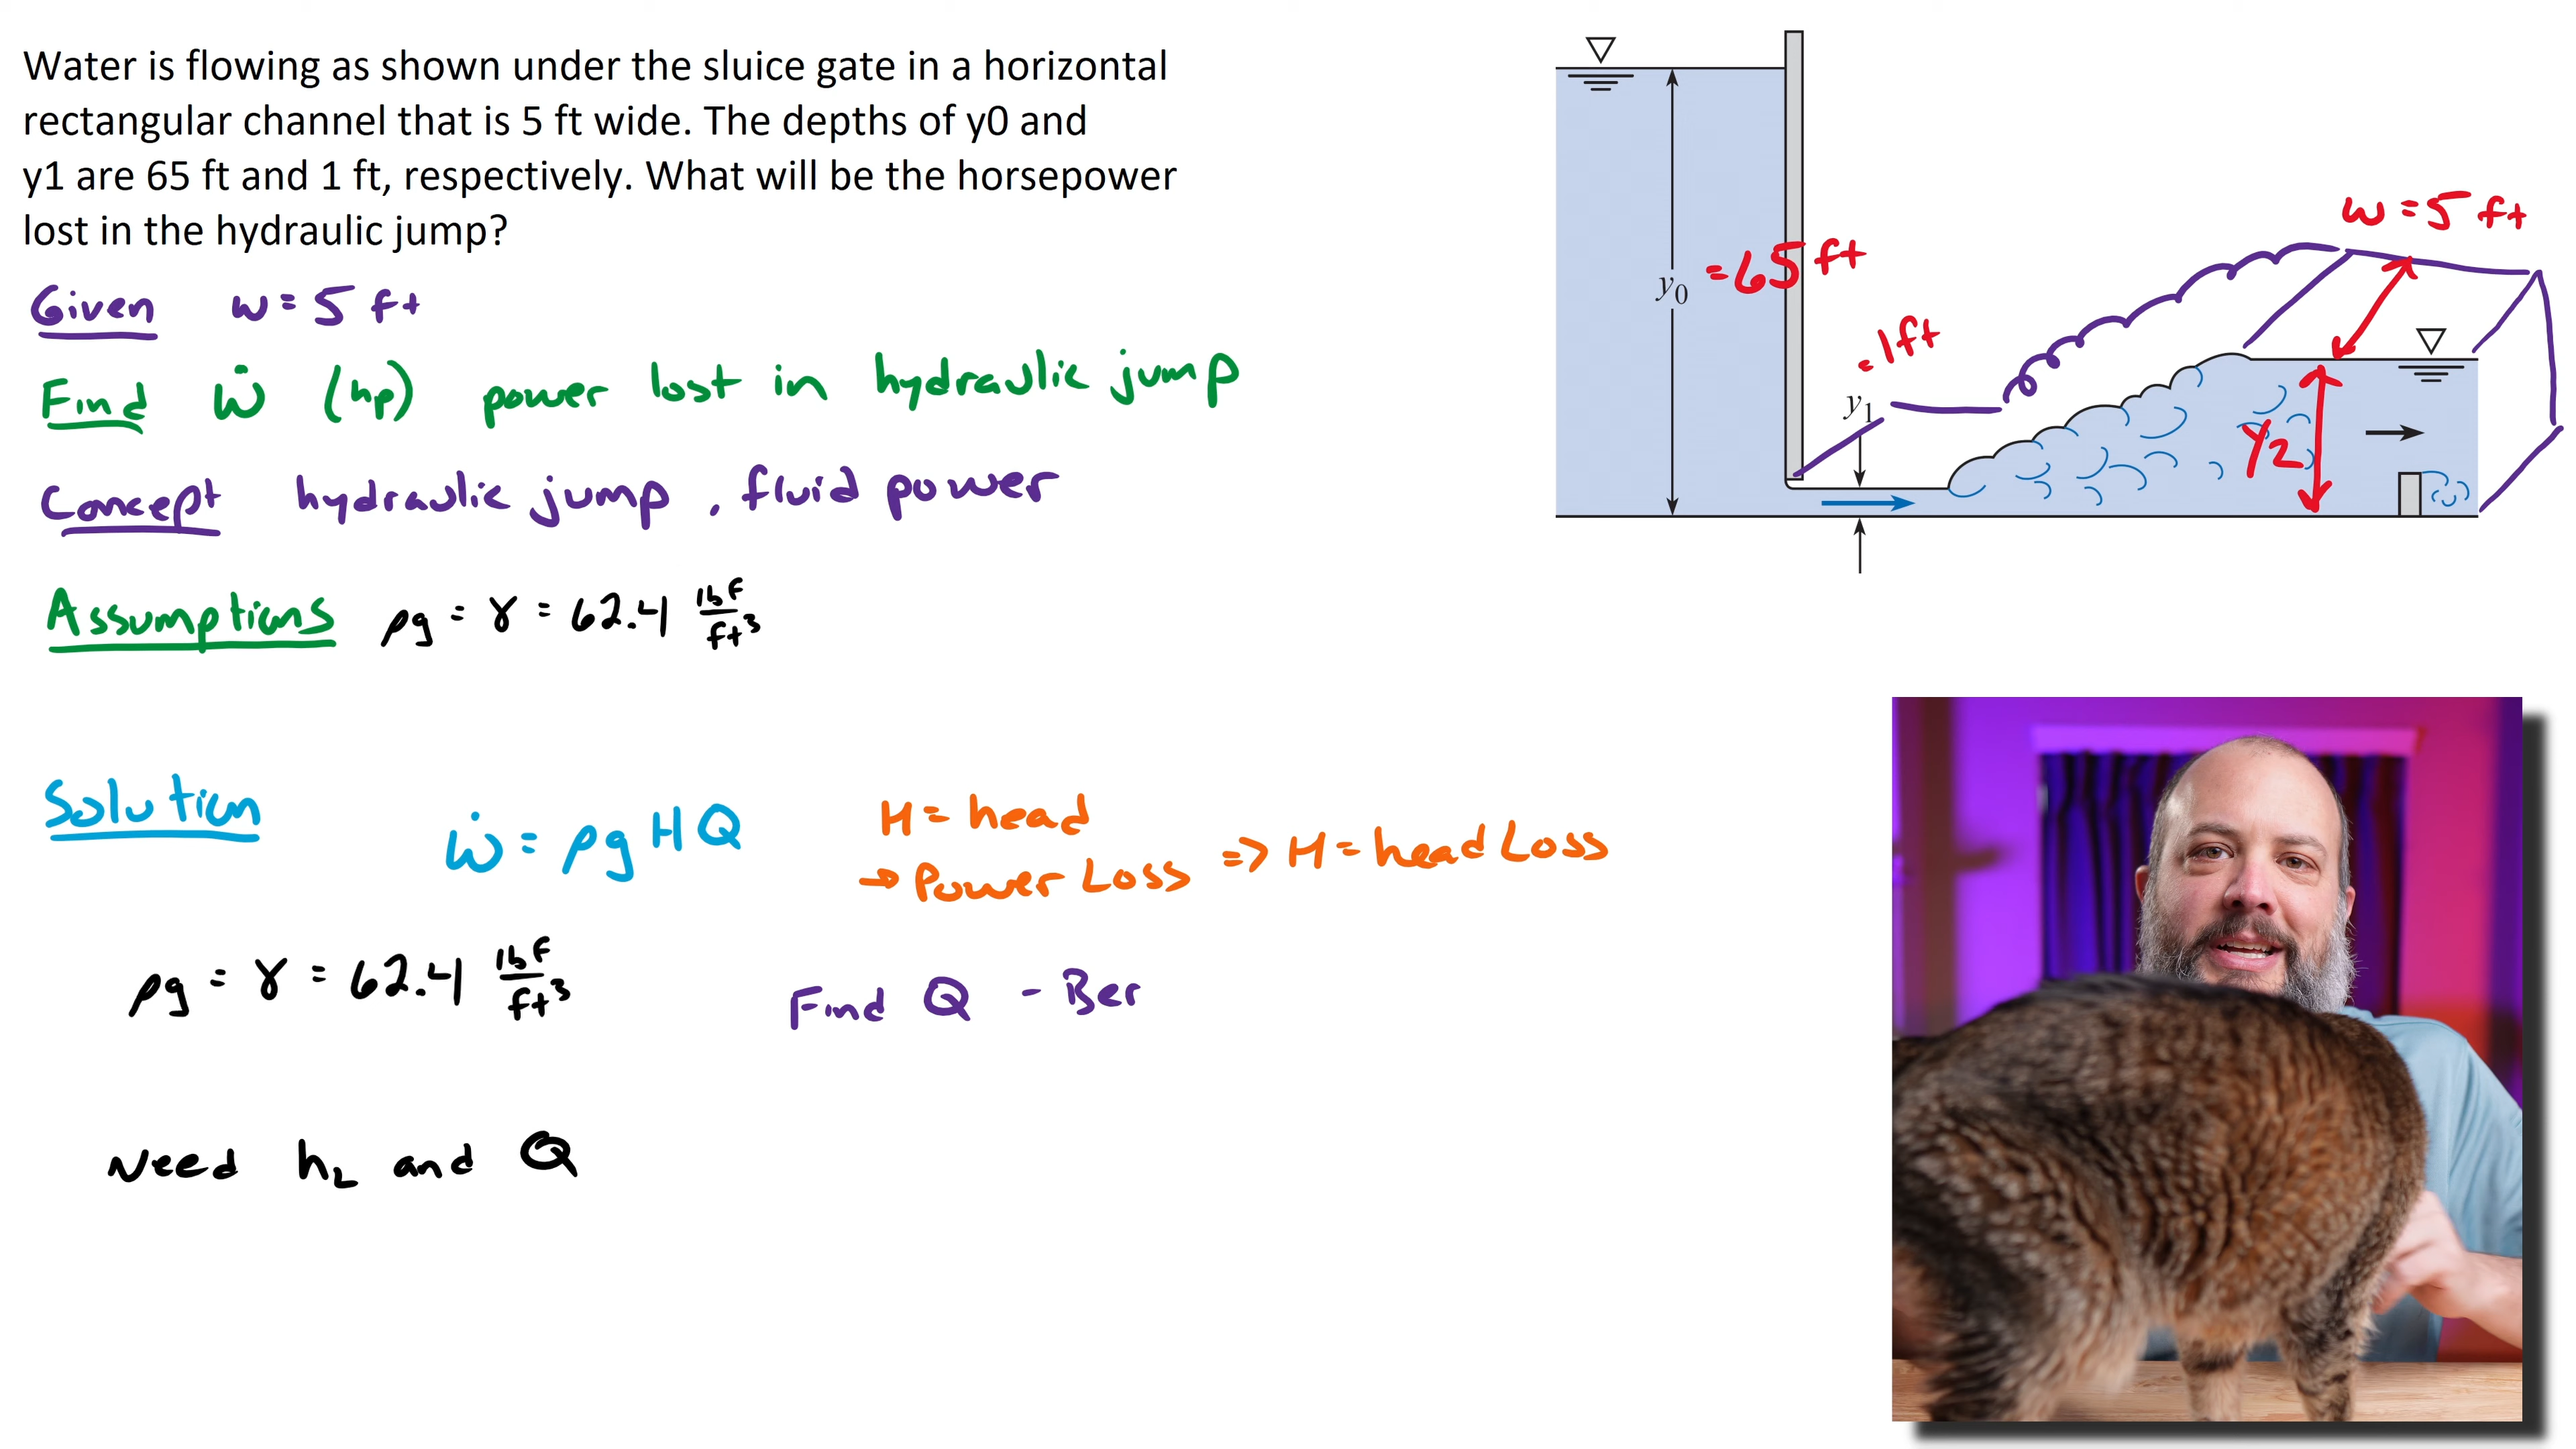 Water is flowing as shown under the sluice gate in a horizontal
rectangular channel that is 5 ft wide. The depths of y0 and
y1 are 65 ft and 1 ft, respectively. What will be the horsepower
lost in the hydraulic jump?
Given w = 5 ft
Find Ẇ (hp) power lost in hydraulic jump
Concept hydraulic jump, fluid power
Assumptions ρg = γ = 62.4 lbf/ft³
y₀ = 65 ft
y₁ = 1ft
w = 5 ft
y2
Solution Ẇ = ρg H Q
H = head
→ Power Loss => H = head Loss
ρg = γ = 62.4 lbf/ft³
Find Q - Ber
Need hL and Q